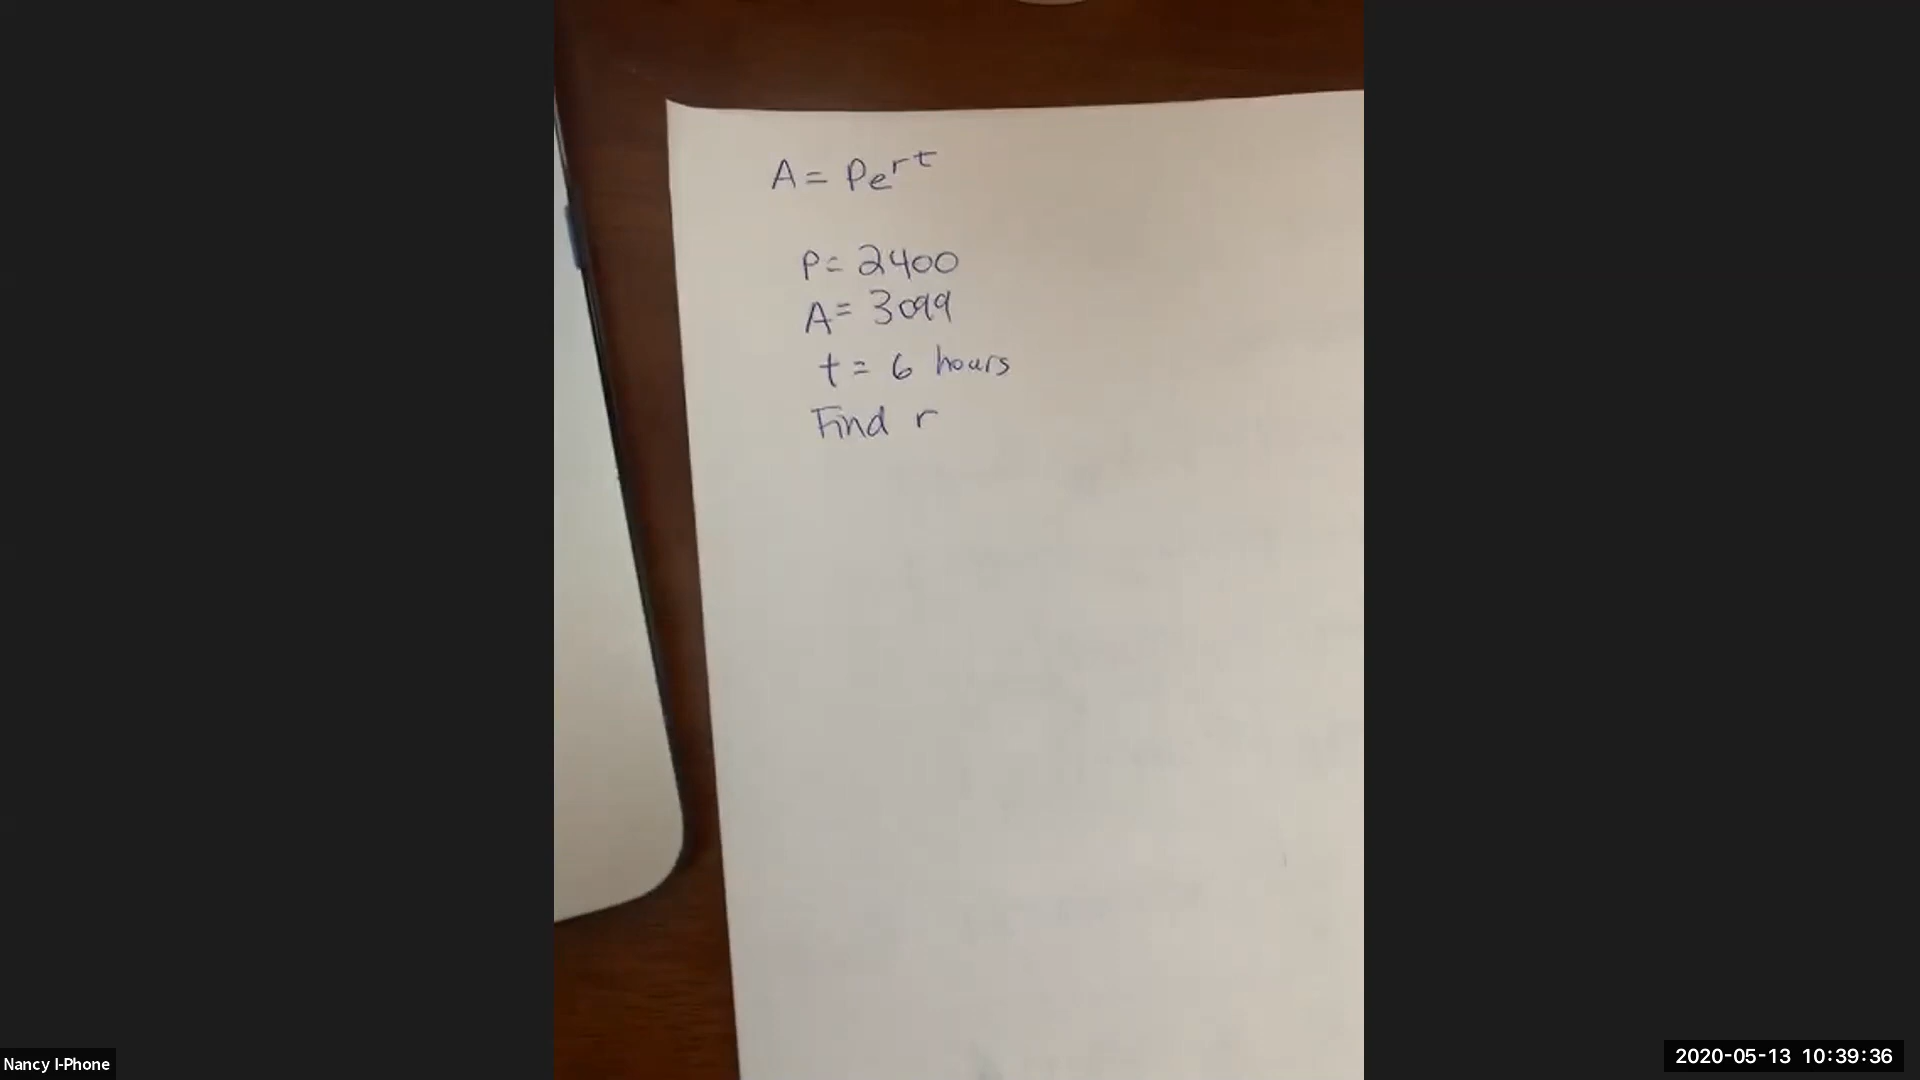 A = Pe^rt
P = 2400
A = 3099
t = 6 hours
Find r
Nancy I-Phone
2020-05-13 10:39:36